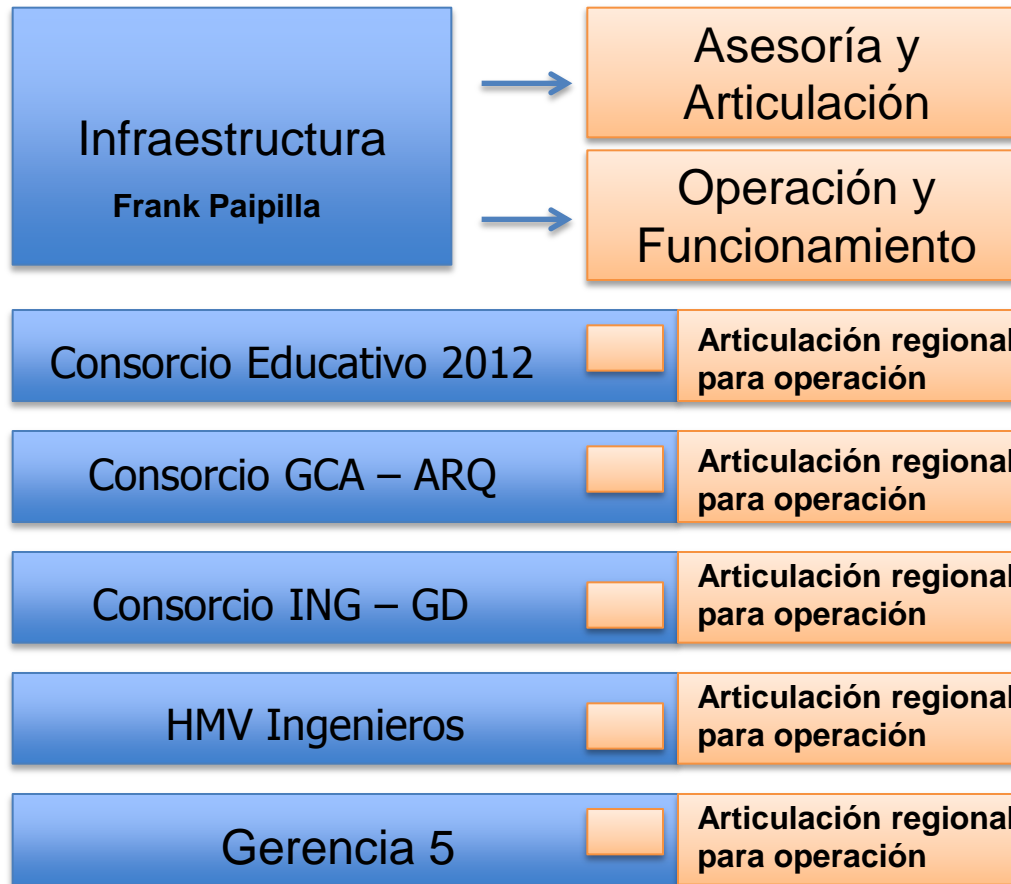 Infraestructura
Frank Paipilla
Asesoría y
Articulación
Operación y
Funcionamiento
Consorcio Educativo 2012
Articulación regional
para operación
Consorcio GCA – ARQ
Articulación regional
para operación
Consorcio ING – GD
Articulación regional
para operación
HMV Ingenieros
Articulación regional
para operación
Gerencia 5
Articulación regional
para operación